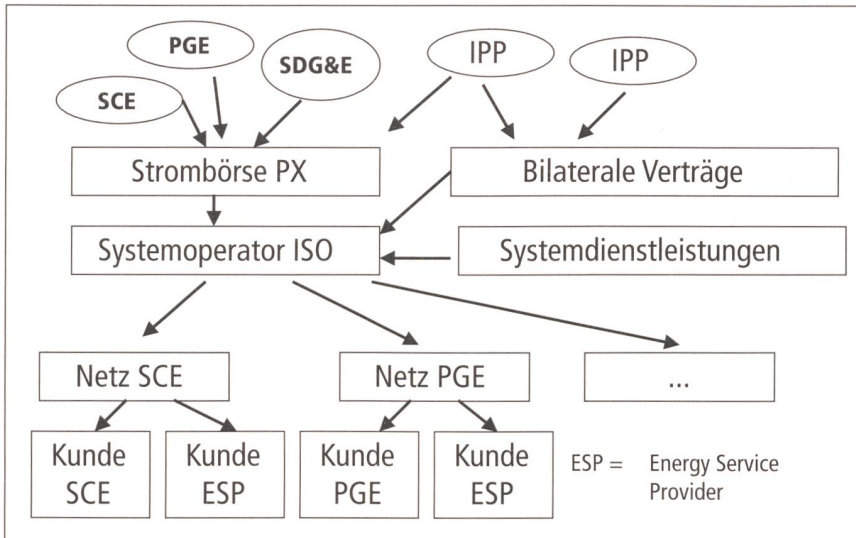 PGE
SDG&E
IPP
IPP
SCE
Strombörse PX
Bilaterale Verträge
Systemoperator ISO
Systemdienstleistungen
Netz SCE
Netz PGE
...
Kunde
SCE
Kunde
ESP
Kunde
PGE
Kunde
ESP
ESP = Energy Service
Provider